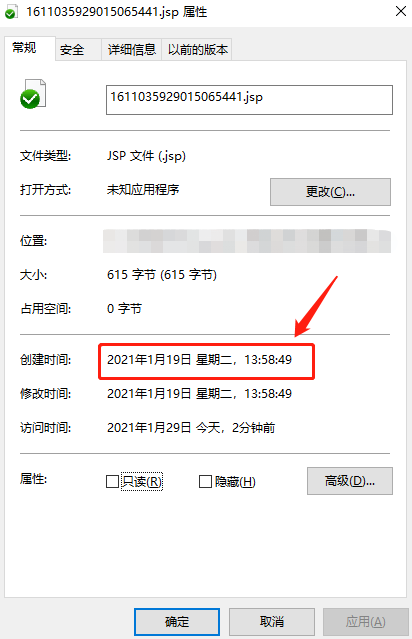 1611035929015065441.jsp 属性
常规 安全 详细信息 以前的版本
1611035929015065441.jsp
文件类型: JSP 文件 (.jsp)
打开方式: 未知应用程序 更改(C)...
位置:
大小: 615 字节 (615 字节)
占用空间: 0 字节
创建时间: 2021年1月19日 星期二，13:58:49
修改时间: 2021年1月19日 星期二，13:58:49
访问时间: 2021年1月29日 今天，2分钟前
属性: 只读(R) 隐藏(H) 高级(D)...
确定 取消 应用(A)